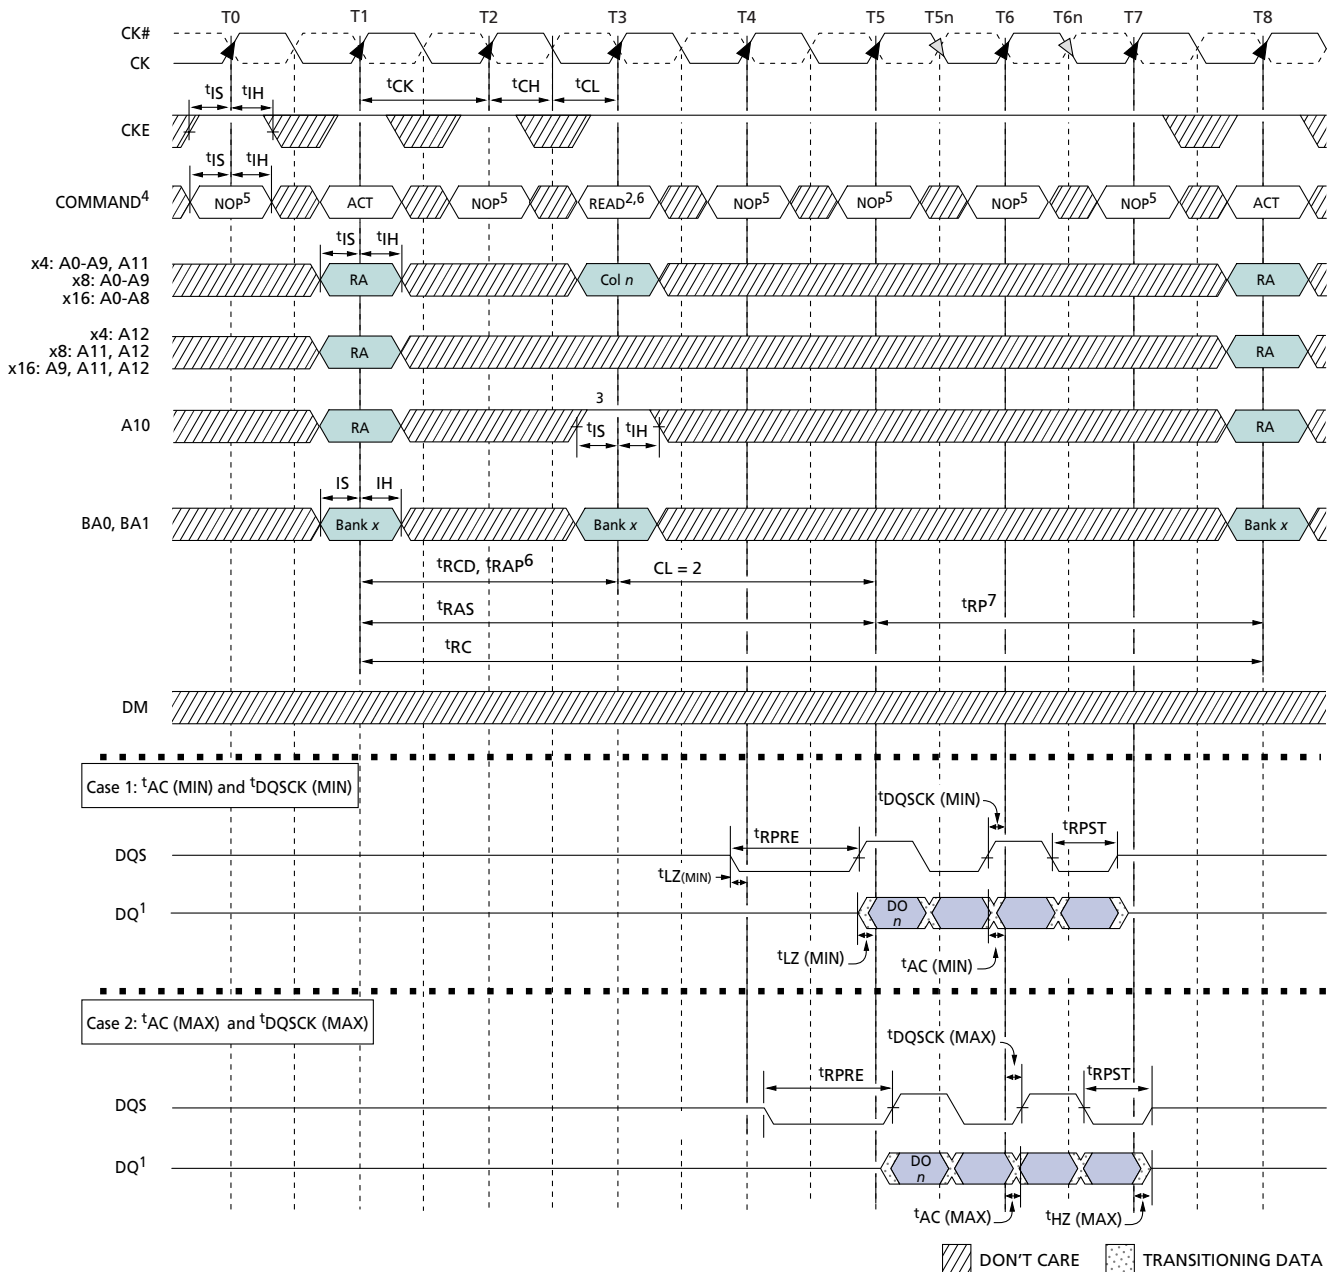 T0 T1 T2 T3 T4 T5 T5n T6 T6n T7 T8
CK#
CK
tIS tIH tCK tCH tCL
CKE
tIS tIH
COMMAND4 NOP5 ACT NOP5 READ2,6 NOP5 NOP5 NOP5 NOP5 ACT
tIS tIH
x4: A0-A9, A11
x8: A0-A9
x16: A0-A8
RA Col n RA
x4: A12
x8: A11, A12
x16: A9, A11, A12
RA RA
3
A10 RA tIS tIH RA
IS IH
BA0, BA1 Bank x Bank x Bank x
tRCD, tRAP6 CL = 2
tRAS tRP7
tRC
DM
Case 1: tAC (MIN) and tDQSCK (MIN)
tDQSCK (MIN)
tRPRE tRPST
DQS
tLZ(MIN)
DQ1 DO n
tLZ (MIN) tAC (MIN)
Case 2: tAC (MAX) and tDQSCK (MAX)
tDQSCK (MAX)
tRPRE tRPST
DQS
DQ1 DO n
tAC (MAX) tHZ (MAX)
DON'T CARE TRANSITIONING DATA